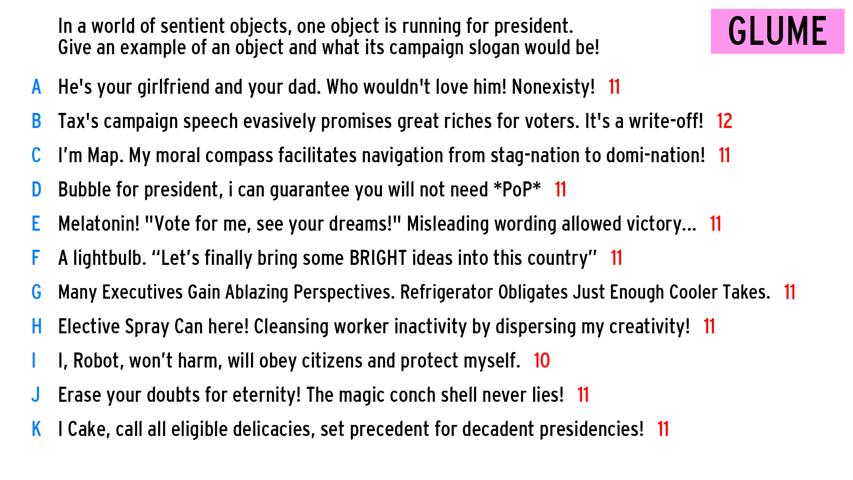 In a world of sentient objects, one object is running for president.
Give an example of an object and what its campaign slogan would be!
GLUME
A He's your girlfriend and your dad. Who wouldn't love him! Nonexisty! 11
B Tax's campaign speech evasively promises great riches for voters. It's a write-off! 12
C I’m Map. My moral compass facilitates navigation from stag-nation to domi-nation! 11
D Bubble for president, i can guarantee you will not need *PoP* 11
E Melatonin! "Vote for me, see your dreams!" Misleading wording allowed victory... 11
F A lightbulb. “Let’s finally bring some BRIGHT ideas into this country” 11
G Many Executives Gain Ablazing Perspectives. Refrigerator Obligates Just Enough Cooler Takes. 11
H Elective Spray Can here! Cleansing worker inactivity by dispersing my creativity! 11
I I, Robot, won’t harm, will obey citizens and protect myself. 10
J Erase your doubts for eternity! The magic conch shell never lies! 11
K I Cake, call all eligible delicacies, set precedent for decadent presidencies! 11